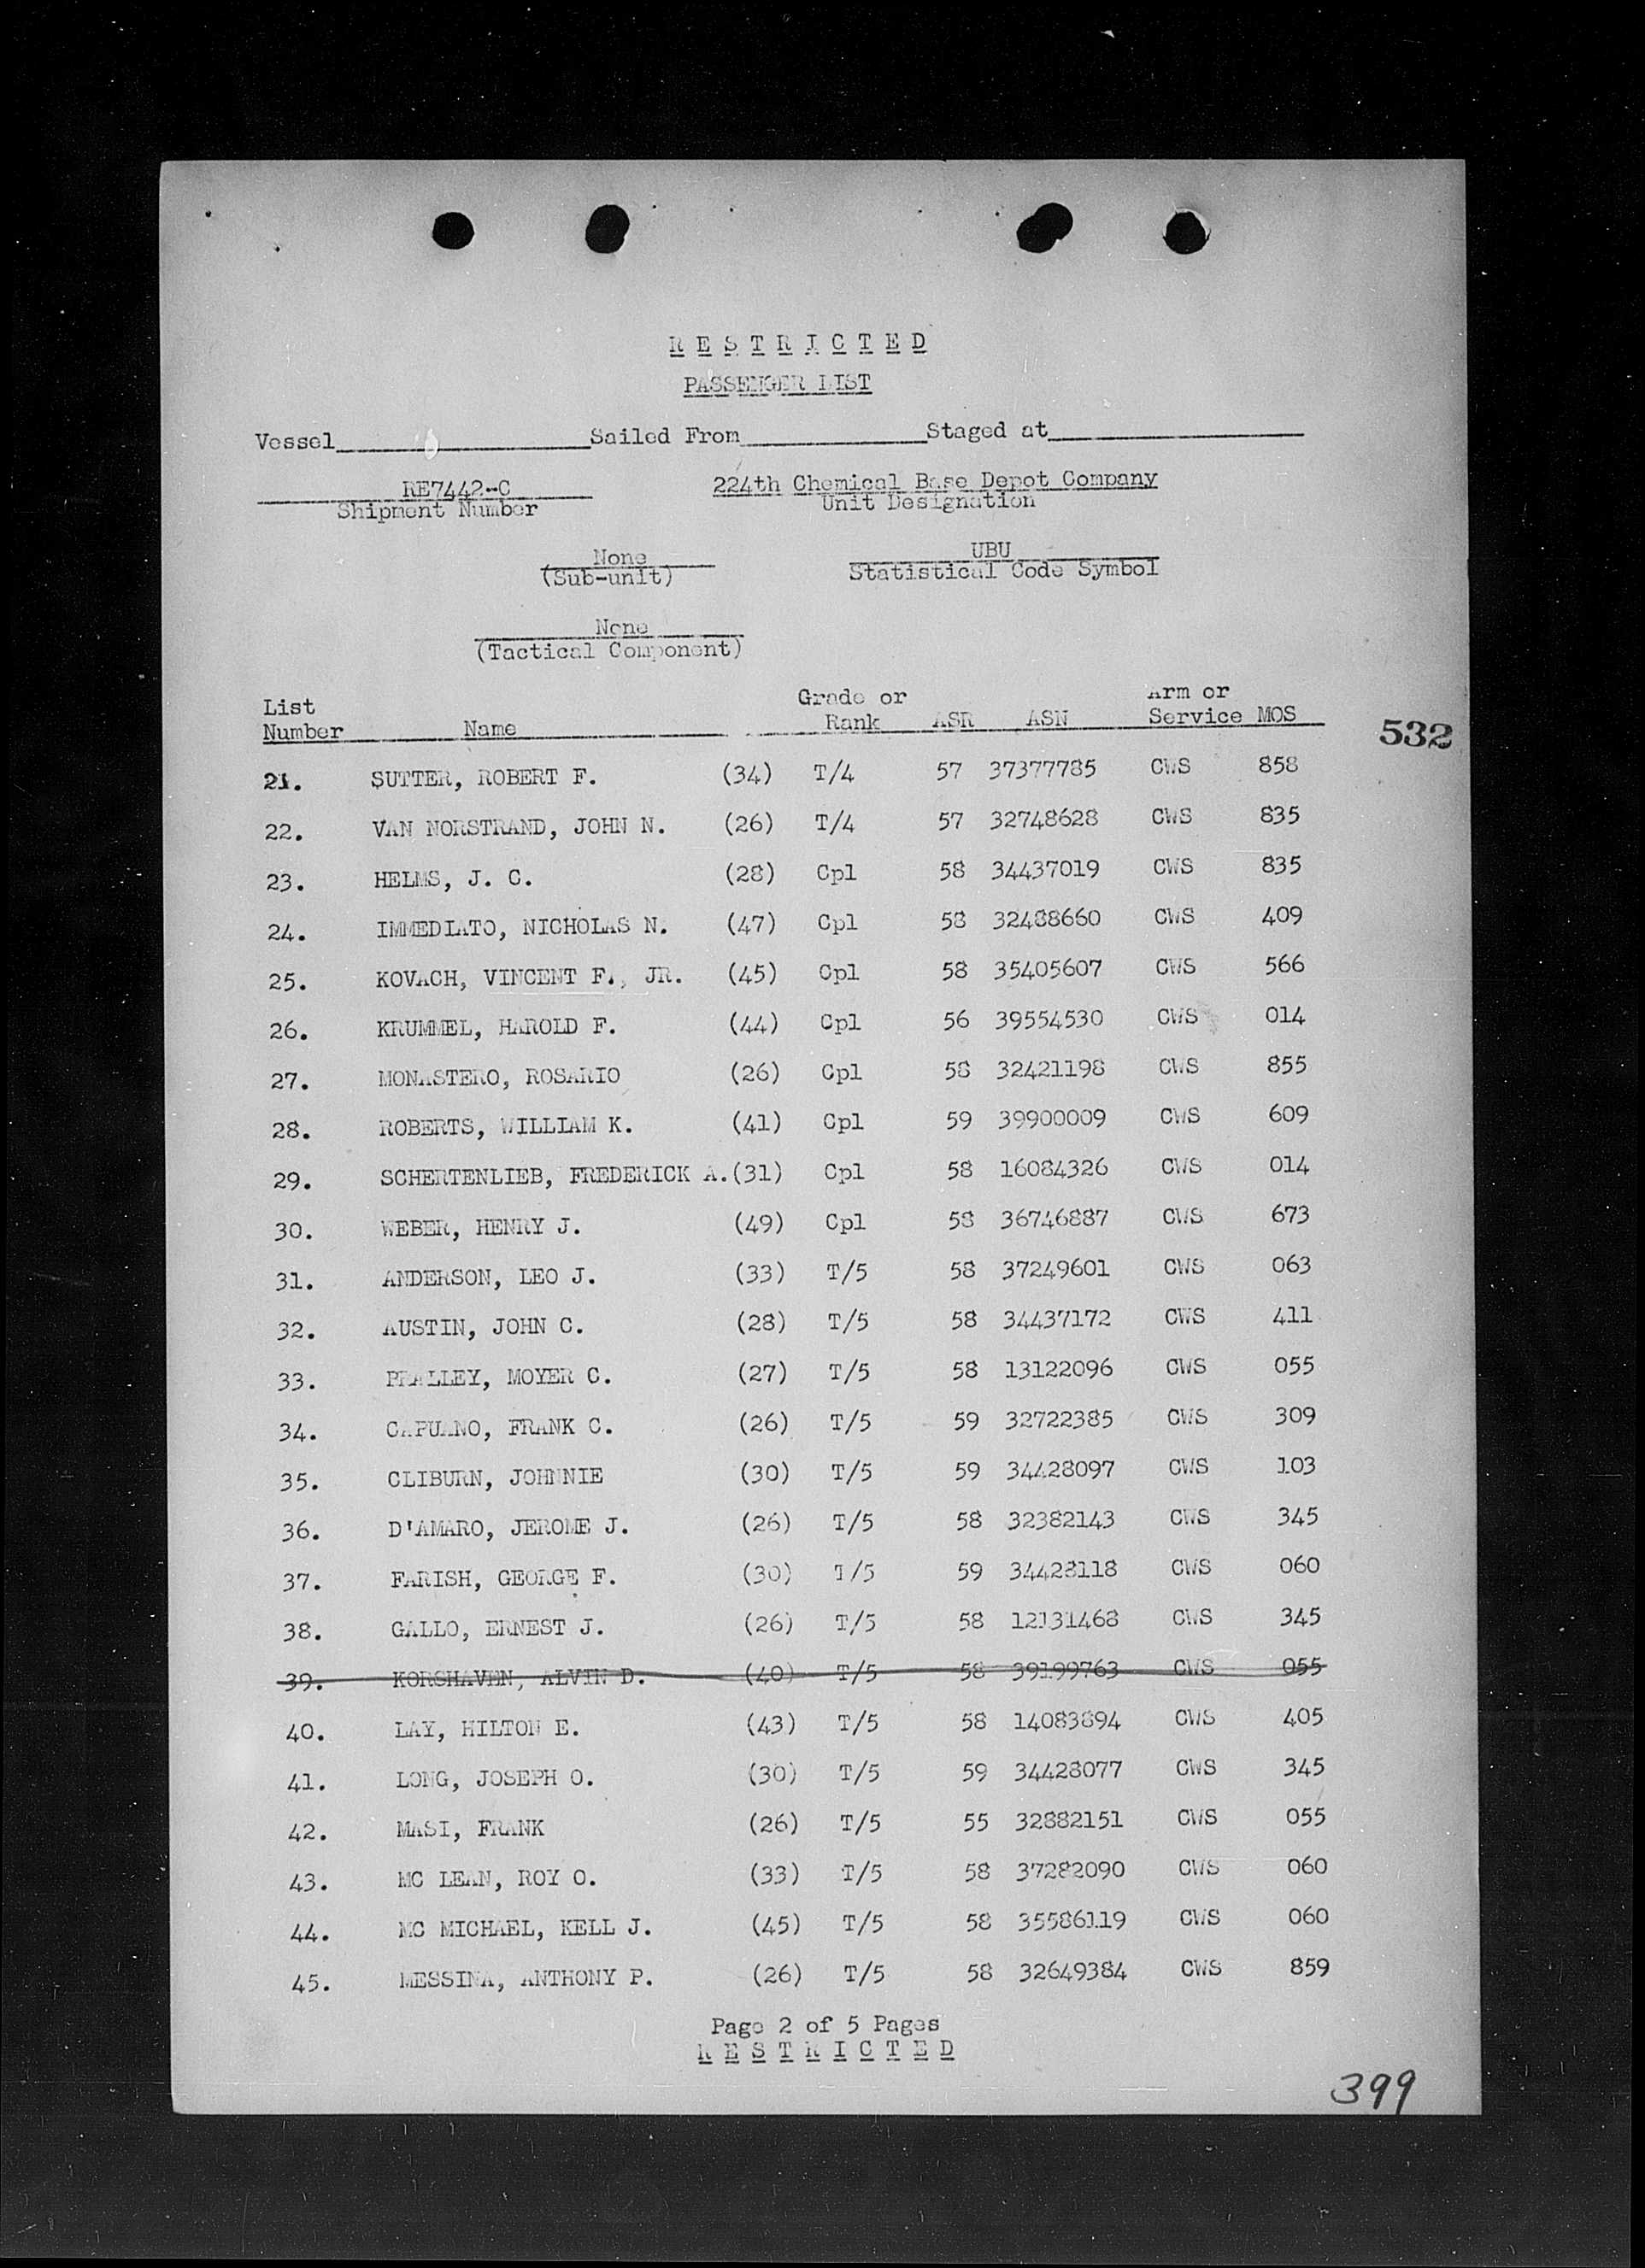 RESTRICTED
PASSENGER LIST
Vessel Sailed From Staged at
RE7442-C 224th Chemical Base Depot Company
Shipment Number Unit Designation
None UBU
(Sub-unit) Statistical Code Symbol
None
(Tactical Component)
List Grade or Arm or
Number Name Rank ASR ASN Service MOS
532
21. SUTTER, ROBERT F. (34) T/4 57 37377785 CWS 858
22. VAN NORSTRAND, JOHN N. (26) T/4 57 32748628 CWS 835
23. HELMS, J. C. (28) Cpl 58 34437019 CWS 835
24. IMMEDIATO, NICHOLAS N. (47) Cpl 58 32488660 CWS 409
25. KOVACH, VINCENT F., JR. (45) Cpl 58 35405607 CWS 566
26. KRUMMEL, HAROLD F. (44) Cpl 56 39554530 CWS 014
27. MONASTERO, ROSARIO (26) Cpl 58 32421198 CWS 855
28. ROBERTS, WILLIAM K. (41) Cpl 59 39900009 CWS 609
29. SCHERTENLIEB, FREDERICK A. (31) Cpl 58 16084326 CWS 014
30. WEBER, HENRY J. (49) Cpl 58 36746887 CWS 673
31. ANDERSON, LEO J. (33) T/5 58 37249601 CWS 063
32. AUSTIN, JOHN C. (28) T/5 58 34437172 CWS 411
33. MOYER C. (27) T/5 58 13122096 CWS 055
34. CAPUANO, FRANK C. (26) T/5 59 32722385 CWS 309
35. CLIBURN, JOHNNIE (30) T/5 59 34428097 CWS 103
36. D'AMARO, JEROME J. (26) T/5 58 32382143 CWS 345
37. FARISH, GEORGE F. (30) T/5 59 34428118 CWS 060
38. GALLO, ERNEST J. (26) T/5 58 12131468 CWS 345
39. KORSHAVEN, ALVIN D. (40) T/5 58 39199763 CWS 055
40. LAY, HILTON E. (43) T/5 58 14083894 CWS 405
41. LONG, JOSEPH O. (30) T/5 59 34428077 CWS 345
42. MASI, FRANK (26) T/5 55 32882151 CWS 055
43. MC LEAN, ROY O. (33) T/5 58 37282090 CWS 060
44. MC MICHAEL, KELL J. (45) T/5 58 35586119 CWS 060
45. MESSINA, ANTHONY P. (26) T/5 58 32649384 CWS 859
Page 2 of 5 Pages
RESTRICTED
399